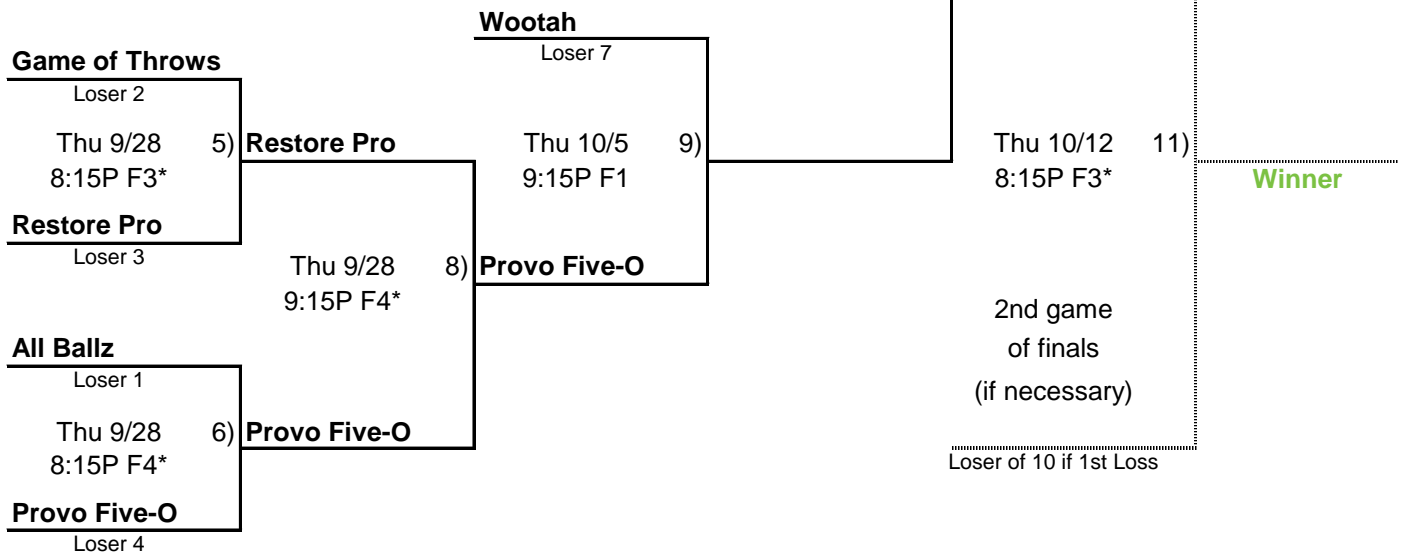 Wootah
Loser 7
Game of Throws
Loser 2
Thu 9/28 5) Restore Pro
8:15P F3*
Thu 10/5 9)
9:15P F1
Thu 10/12 11)
8:15P F3*
Winner
Restore Pro
Loser 3
Thu 9/28 8) Provo Five-O
9:15P F4*
2nd game
of finals
(if necessary)
All Ballz
Loser 1
Thu 9/28 6) Provo Five-O
8:15P F4*
Loser of 10 if 1st Loss
Provo Five-O
Loser 4